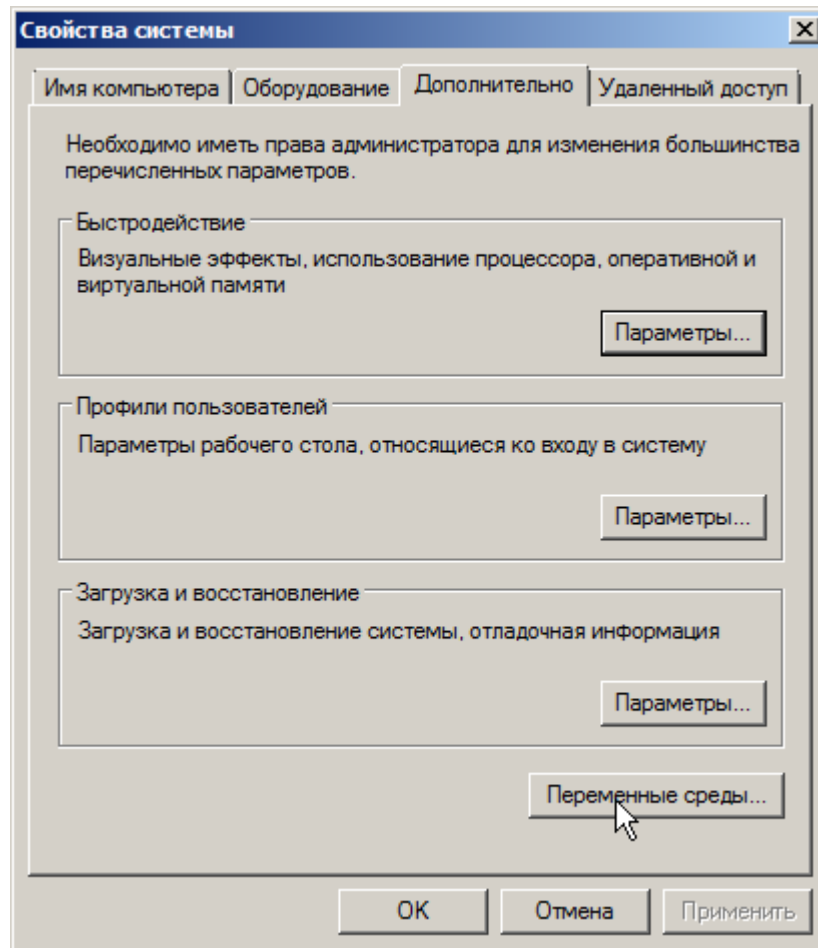 Свойства системы
Имя компьютера
Оборудование
Дополнительно
Удаленный доступ
Необходимо иметь права администратора для изменения большинства
перечисленных параметров.
Быстродействие
Визуальные эффекты, использование процессора, оперативной и
виртуальной памяти
Параметры...
Профили пользователей
Параметры рабочего стола, относящиеся ко входу в систему
Параметры...
Загрузка и восстановление
Загрузка и восстановление системы, отладочная информация
Параметры...
Переменные среды...
OK
Отмена
Применить